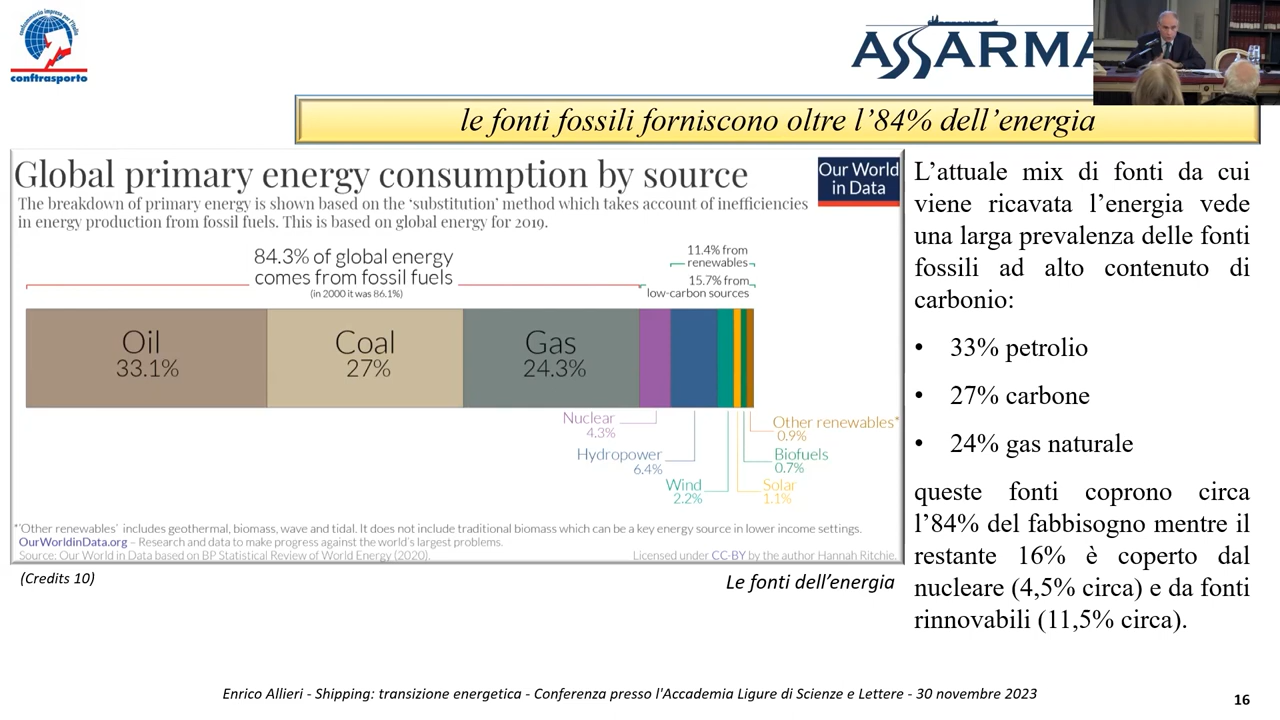 conftrasporto
ASSARMA
le fonti fossili forniscono oltre l'84% dell'energia
Global primary energy consumption by source
Our World
in Data
The breakdown of primary energy is shown based on the 'substitution' method which takes account of inefficiencies
in energy production from fossil fuels. This is based on global energy for 2019.
84.3% of global energy
comes from fossil fuels
(in 2000 it was 86.1%)
11.4% from
renewables
15.7% from
low-carbon sources
Oil
33.1%
Coal
27%
Gas
24.3%
Nuclear
4.3%
Hydropower
6.4%
Wind
2.2%
Other renewables*
0.9%
Biofuels
0.7%
Solar
1.1%
*'Other renewables' includes geothermal, biomass, wave and tidal. It does not include traditional biomass which can be a key energy source in lower income settings.
OurWorldinData.org – Research and data to make progress against the world's largest problems.
Source: Our World in Data based on BP Statistical Review of World Energy (2020).
Licensed under CC-BY by the author Hannah Ritchie.
(Credits 10)
Le fonti dell'energia
L'attuale mix di fonti da cui
viene ricavata l'energia vede
una larga prevalenza delle fonti
fossili ad alto contenuto di
carbonio:
• 33% petrolio
• 27% carbone
• 24% gas naturale
queste fonti coprono circa
l'84% del fabbisogno mentre il
restante 16% è coperto dal
nucleare (4,5% circa) e da fonti
rinnovabili (11,5% circa).
Enrico Allieri - Shipping: transizione energetica - Conferenza presso l'Accademia Ligure di Scienze e Lettere - 30 novembre 2023
16